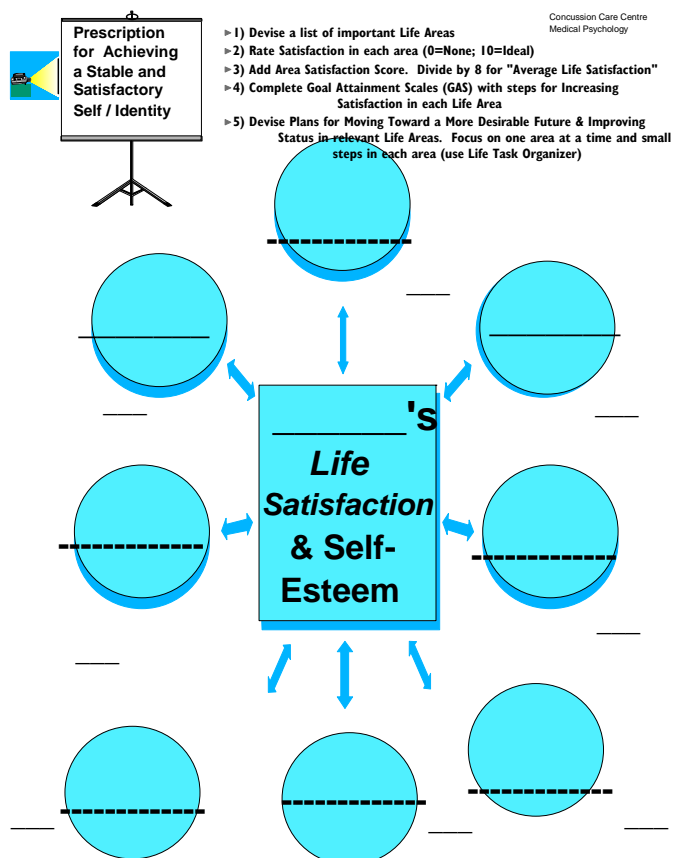 Concussion Care Centre
Medical Psychology
Prescription
for Achieving
a Stable and
Satisfactory
Self / Identity
1) Devise a list of important Life Areas
2) Rate Satisfaction in each area (0=None; 10=Ideal)
3) Add Area Satisfaction Score. Divide by 8 for "Average Life Satisfaction"
4) Complete Goal Attainment Scales (GAS) with steps for Increasing
Satisfaction in each Life Area
5) Devise Plans for Moving Toward a More Desirable Future & Improving
Status in relevant Life Areas. Focus on one area at a time and small
steps in each area (use Life Task Organizer)
______'s
Life
Satisfaction
& Self-
Esteem